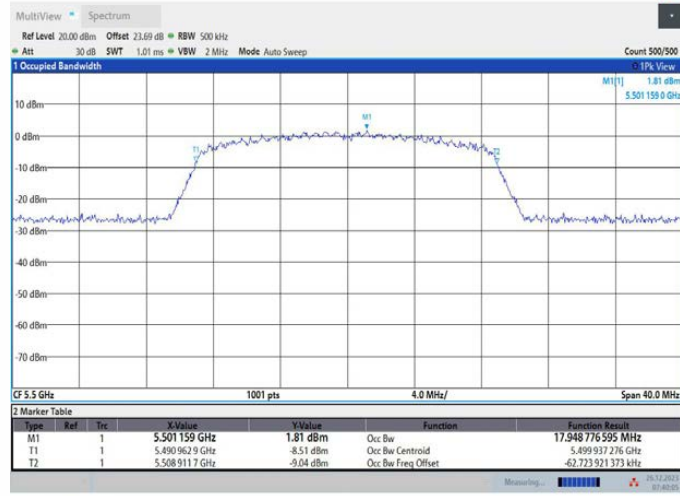 MultiView Spectrum
Ref Level 20.00 dBm Offset 23.69 dB RBW 500 kHz
Att 30 dB SWT 1.01 ms VBW 2 MHz Mode Auto Sweep Count 500/500
1 Occupied Bandwidth 1Pk View
M1[1] 1.81 dBm
5.501 159 0 GHz
10 dBm
M1
0 dBm
T1 T2
-10 dBm
-20 dBm
-30 dBm
-40 dBm
-50 dBm
-60 dBm
-70 dBm
CF 5.5 GHz 1001 pts 4.0 MHz/ Span 40.0 MHz
2 Marker Table
Type Ref Trc X-Value Y-Value Function Function Result
M1 1 5.501 159 GHz 1.81 dBm Occ Bw 17.948 776 595 MHz
T1 1 5.490 962 9 GHz -8.51 dBm Occ Bw Centroid 5.499 937 276 GHz
T2 1 5.508 911 7 GHz -9.04 dBm Occ Bw Freq Offset -62.723 921 373 kHz
Measuring... 26.12.2023
07:40:05